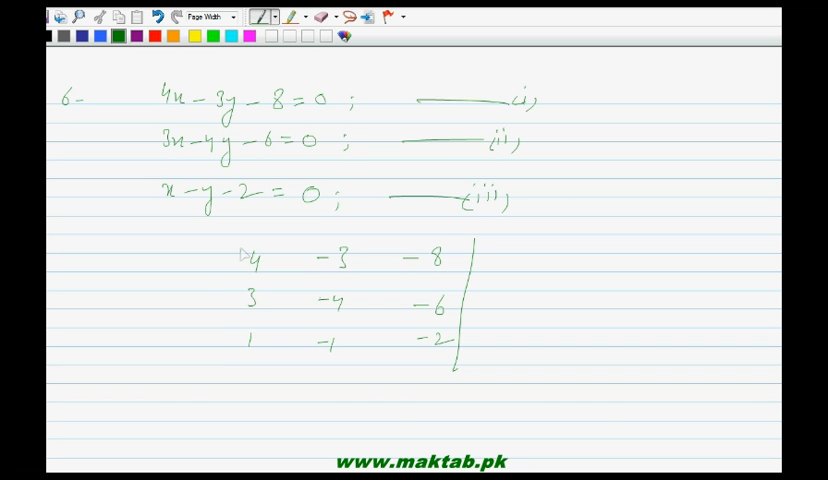 Page Width
6- 4x - 3y - 8 = 0 ; (i)
3x - 4y - 6 = 0 ; (ii)
x - y - 2 = 0 ; (iii)
4 -3 -8
3 -4 -6
1 -1 -2
www.maktab.pk